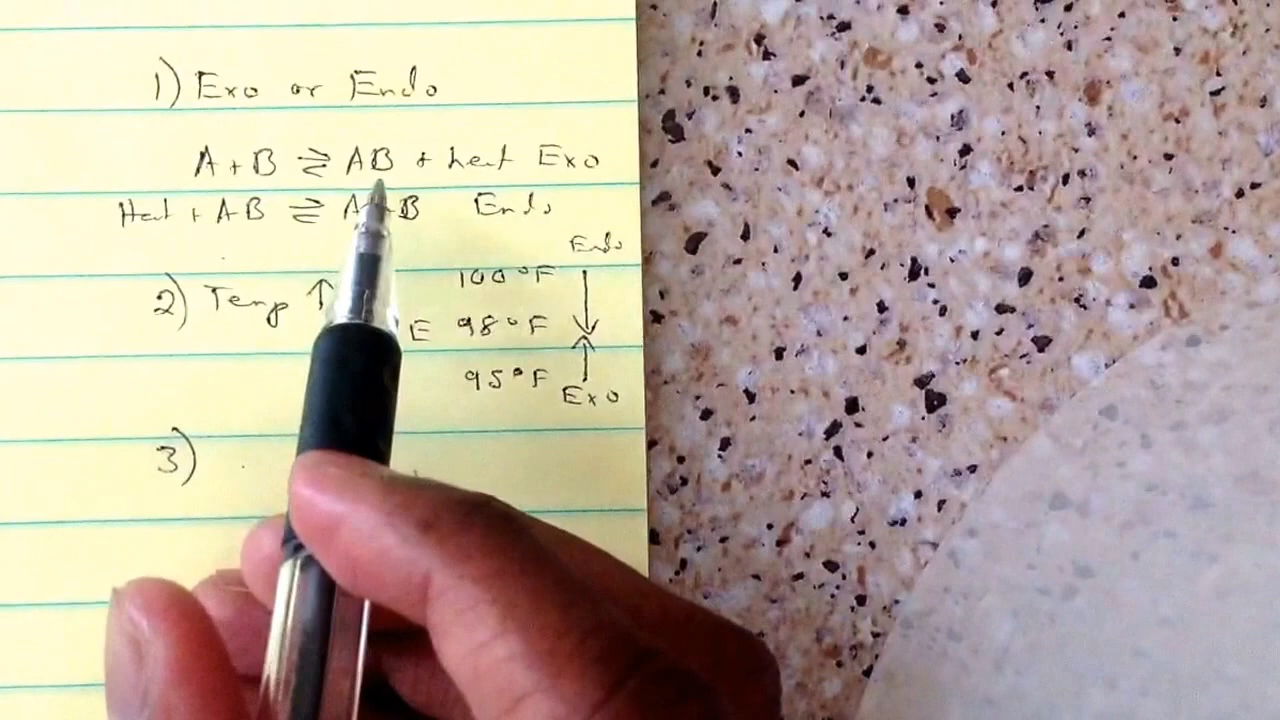 1) Exo or Endo
A + B ⇌ AB + heat Exo
Heat + AB ⇌ A + B Endo
Endo
2) Temp ↑ 100°F
E 98°F
95°F
Exo
3)